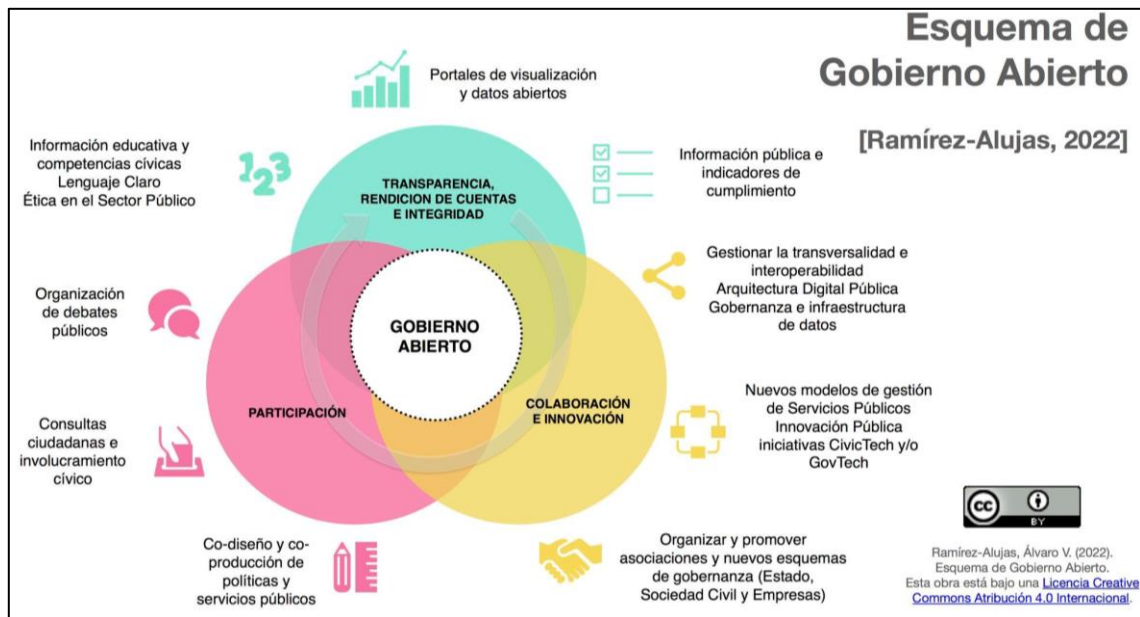 Esquema de
Gobierno Abierto
[Ramírez-Alujas, 2022]
Portales de visualización
y datos abiertos
Información educativa y
competencias cívicas
Lenguaje Claro
Ética en el Sector Público
123
TRANSPARENCIA,
RENDICION DE CUENTAS
E INTEGRIDAD
Información pública e
indicadores de
cumplimiento
Gestionar la transversalidad e
interoperabilidad
Arquitectura Digital Pública
Gobernanza e infraestructura
de datos
Organización
de debates
públicos
GOBIERNO
ABIERTO
PARTICIPACIÓN
COLABORACIÓN
E INNOVACIÓN
Nuevos modelos de gestión
de Servicios Públicos
Innovación Pública
iniciativas CivicTech y/o
GovTech
Consultas
ciudadanas e
involucramiento
cívico
Co-diseño y co-
producción de
políticas y
servicios públicos
Organizar y promover
asociaciones y nuevos esquemas
de gobernanza (Estado,
Sociedad Civil y Empresas)
cc
BY
Ramírez-Alujas, Álvaro V. (2022).
Esquema de Gobierno Abierto.
Esta obra está bajo una Licencia Creative
Commons Atribución 4.0 Internacional.